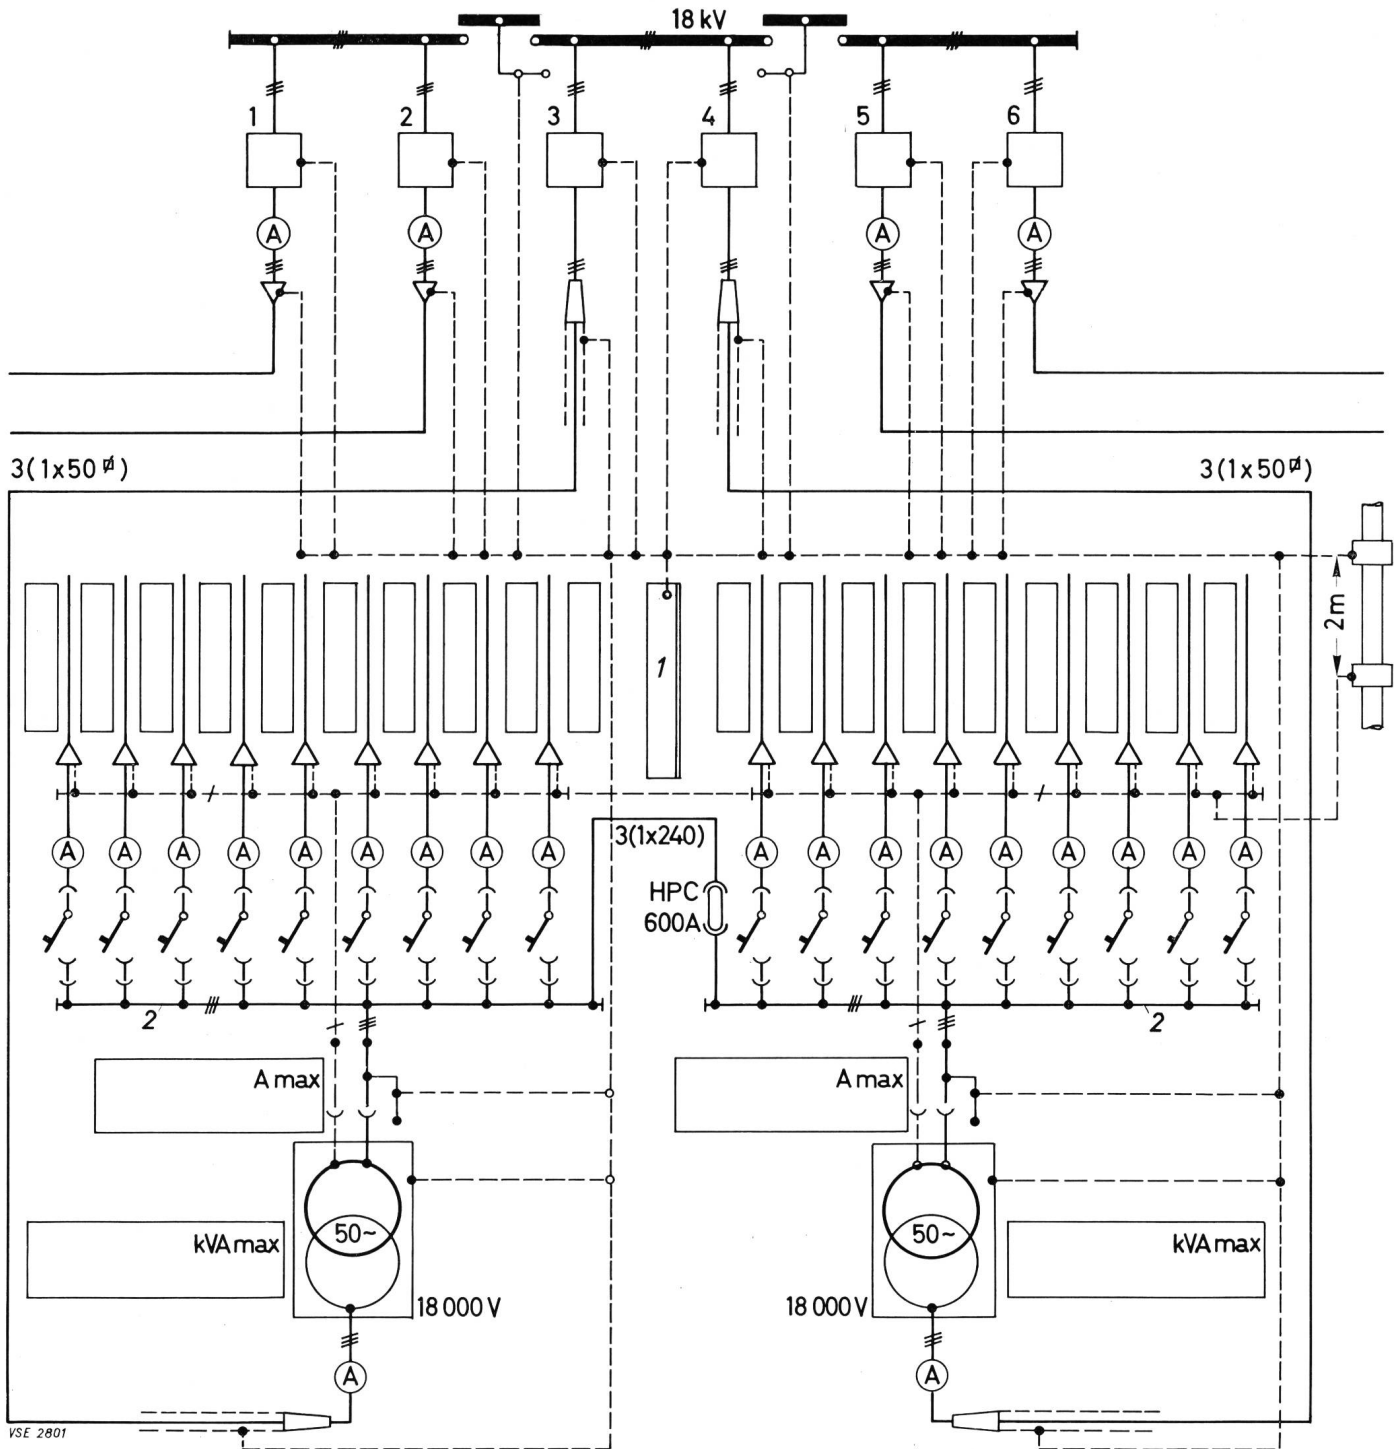 18 kV
1 2 3 4 5 6
A A A A
3(1x50⌀) 3(1x50⌀)
2m
1
3(1x240)
A A A A A A A A A A A A A A A A A A
HPC
600A
2 2
A max A max
50~ 50~
kVA max kVA max
18 000 V 18 000 V
A A
VSE 2801